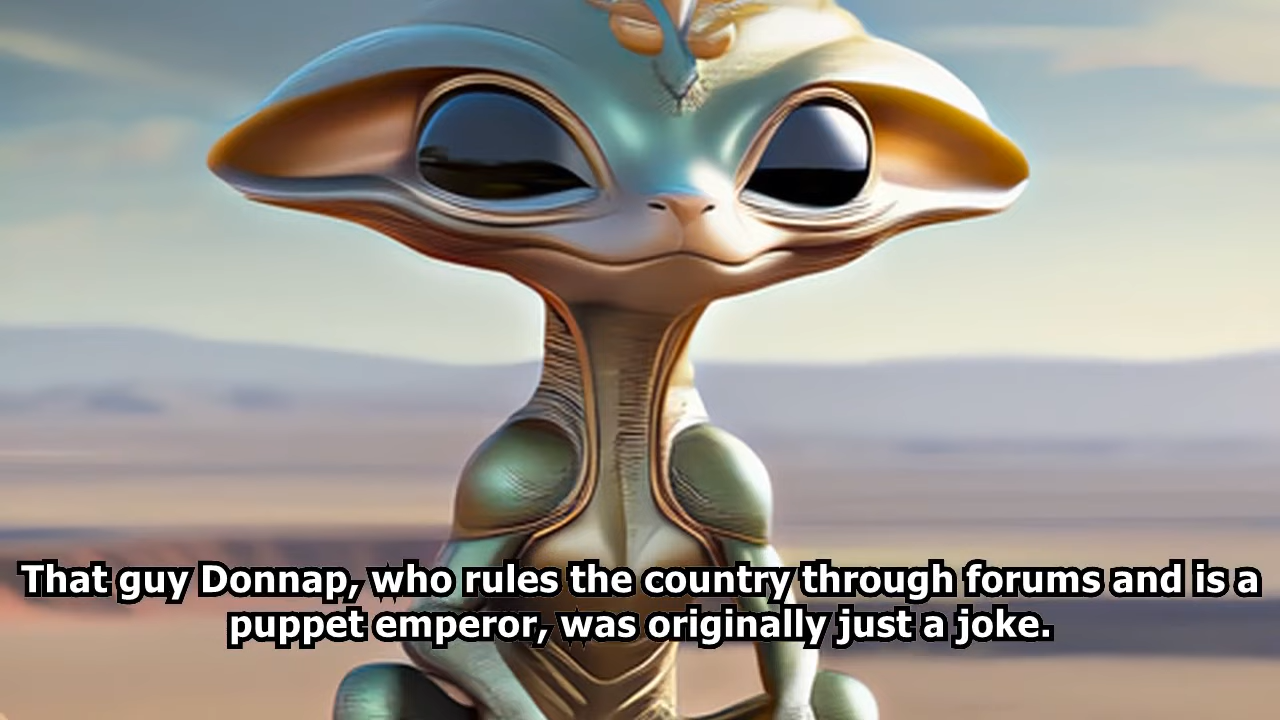 That guy Donnap, who rules the country through forums and is a
puppet emperor, was originally just a joke.